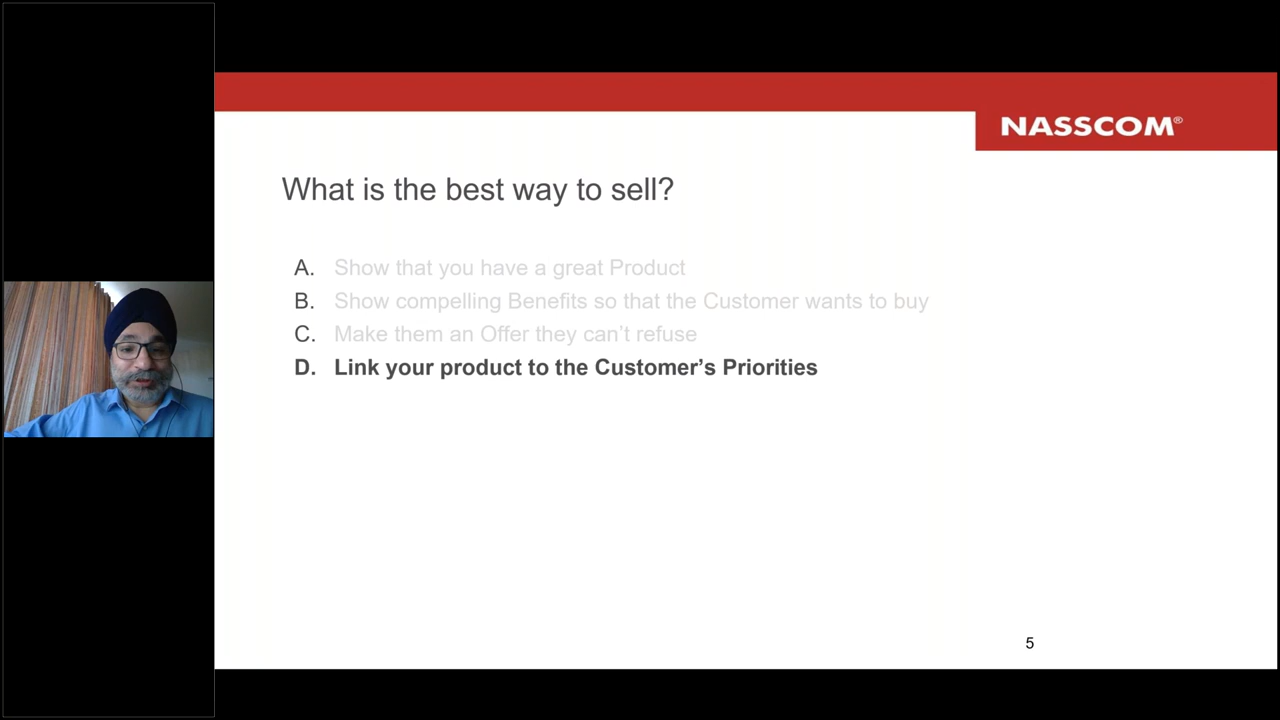 NASSCOM®
What is the best way to sell?
A. Show that you have a great Product
B. Show compelling Benefits so that the Customer wants to buy
C. Make them an Offer they can't refuse
D. Link your product to the Customer's Priorities
5